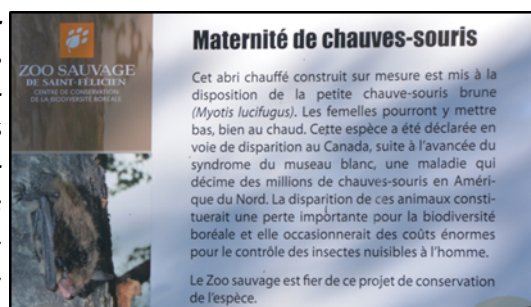 ZOO SAUVAGE
DE SAINT-FÉLICIEN
CENTRE DE CONSERVATION
DE LA BIODIVERSITÉ BORÉALE
Maternité de chauves-souris
Cet abri chauffé construit sur mesure est mis à la
disposition de la petite chauve-souris brune
(Myotis lucifugus). Les femelles pourront y mettre
bas, bien au chaud. Cette espèce a été déclarée en
voie de disparition au Canada, suite à l'avancée du
syndrome du museau blanc, une maladie qui
décime des millions de chauves-souris en Améri-
que du Nord. La disparition de ces animaux consti-
tuerait une perte importante pour la biodiversité
boréale et elle occasionnerait des coûts énormes
pour le contrôle des insectes nuisibles à l'homme.
Le Zoo sauvage est fier de ce projet de conservation
de l'espèce.